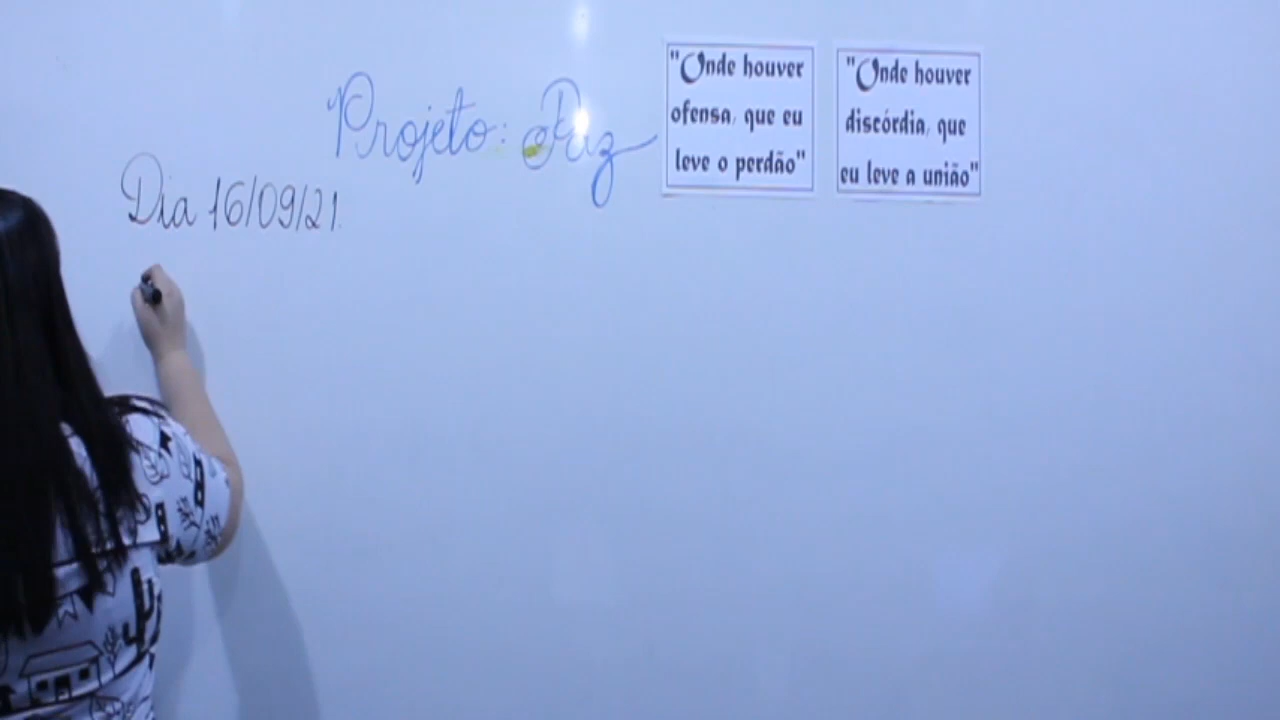 Projeto: Paz
"Onde houver
ofensa, que eu
leve o perdão"
"Onde houver
discórdia, que
eu leve a união"
Dia 16/09/21.